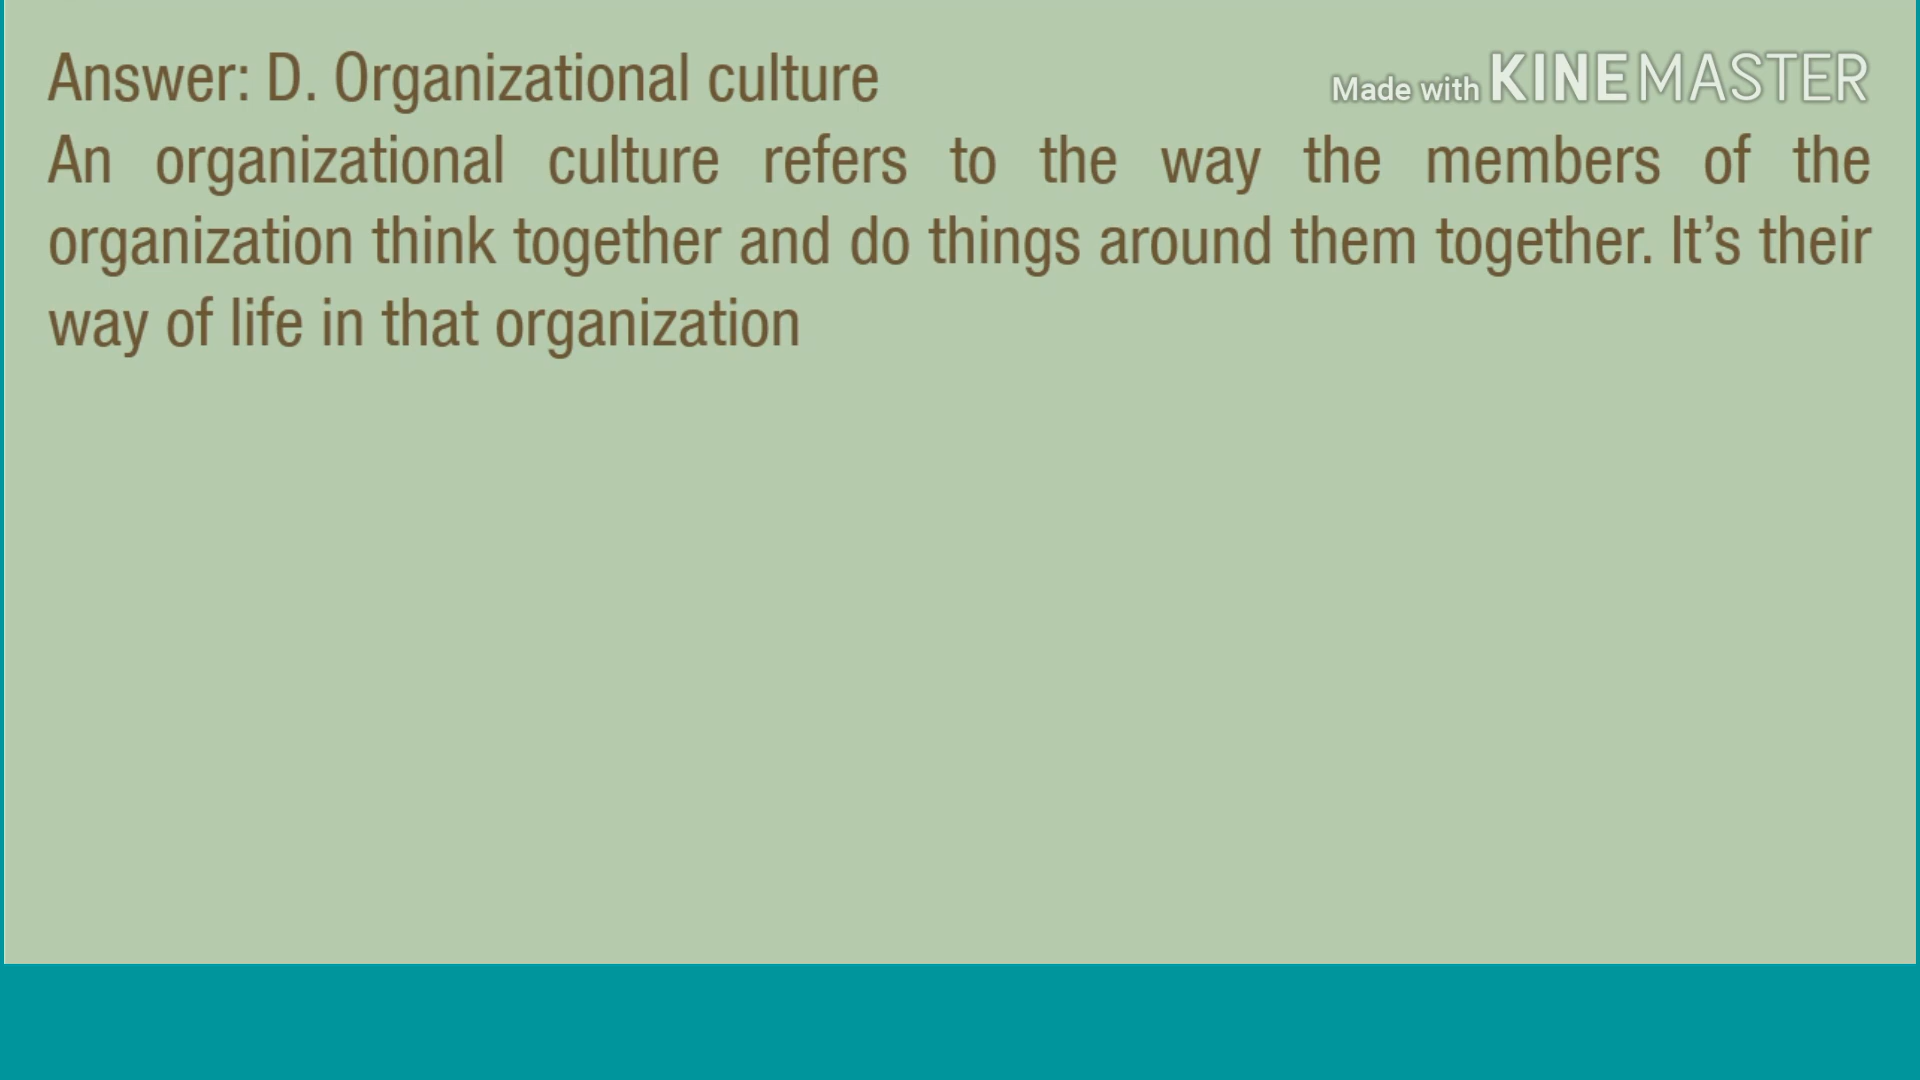 Answer: D. Organizational culture
Made with KINEMASTER
An organizational culture refers to the way the members of the
organization think together and do things around them together. It’s their
way of life in that organization